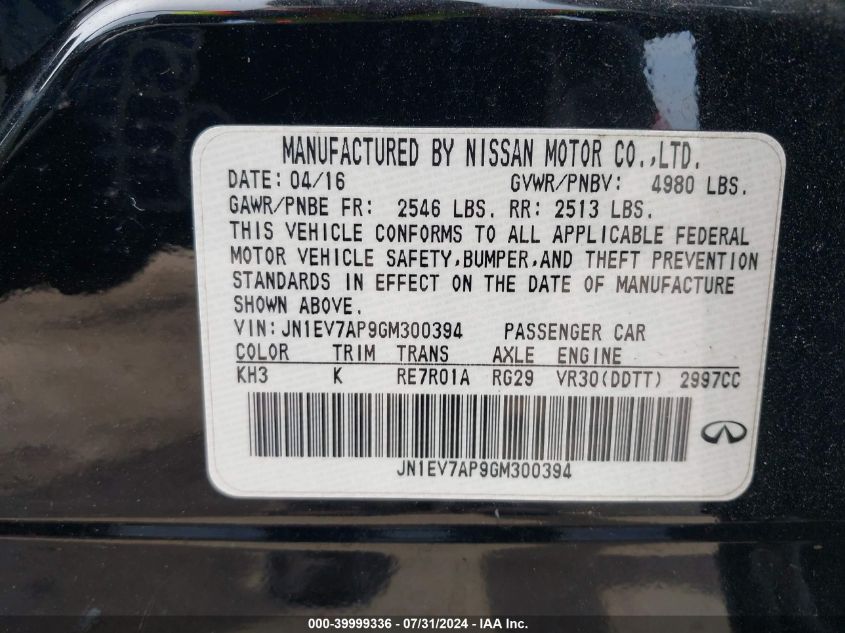 MANUFACTURED BY NISSAN MOTOR CO.,LTD.
DATE: 04/16 GVWR/PNBV: 4980 LBS.
GAWR/PNBE FR: 2546 LBS. RR: 2513 LBS.
THIS VEHICLE CONFORMS TO ALL APPLICABLE FEDERAL
MOTOR VEHICLE SAFETY,BUMPER,AND THEFT PREVENTION
STANDARDS IN EFFECT ON THE DATE OF MANUFACTURE
SHOWN ABOVE.
VIN:JN1EV7AP9GM300394 PASSENGER CAR
COLOR TRIM TRANS AXLE ENGINE
KH3 K RE7R01A RG29 VR30(DDTT) 2997CC
JN1EV7AP9GM300394
000-39999336 - 07/31/2024 - © IAA Holdings, LLC